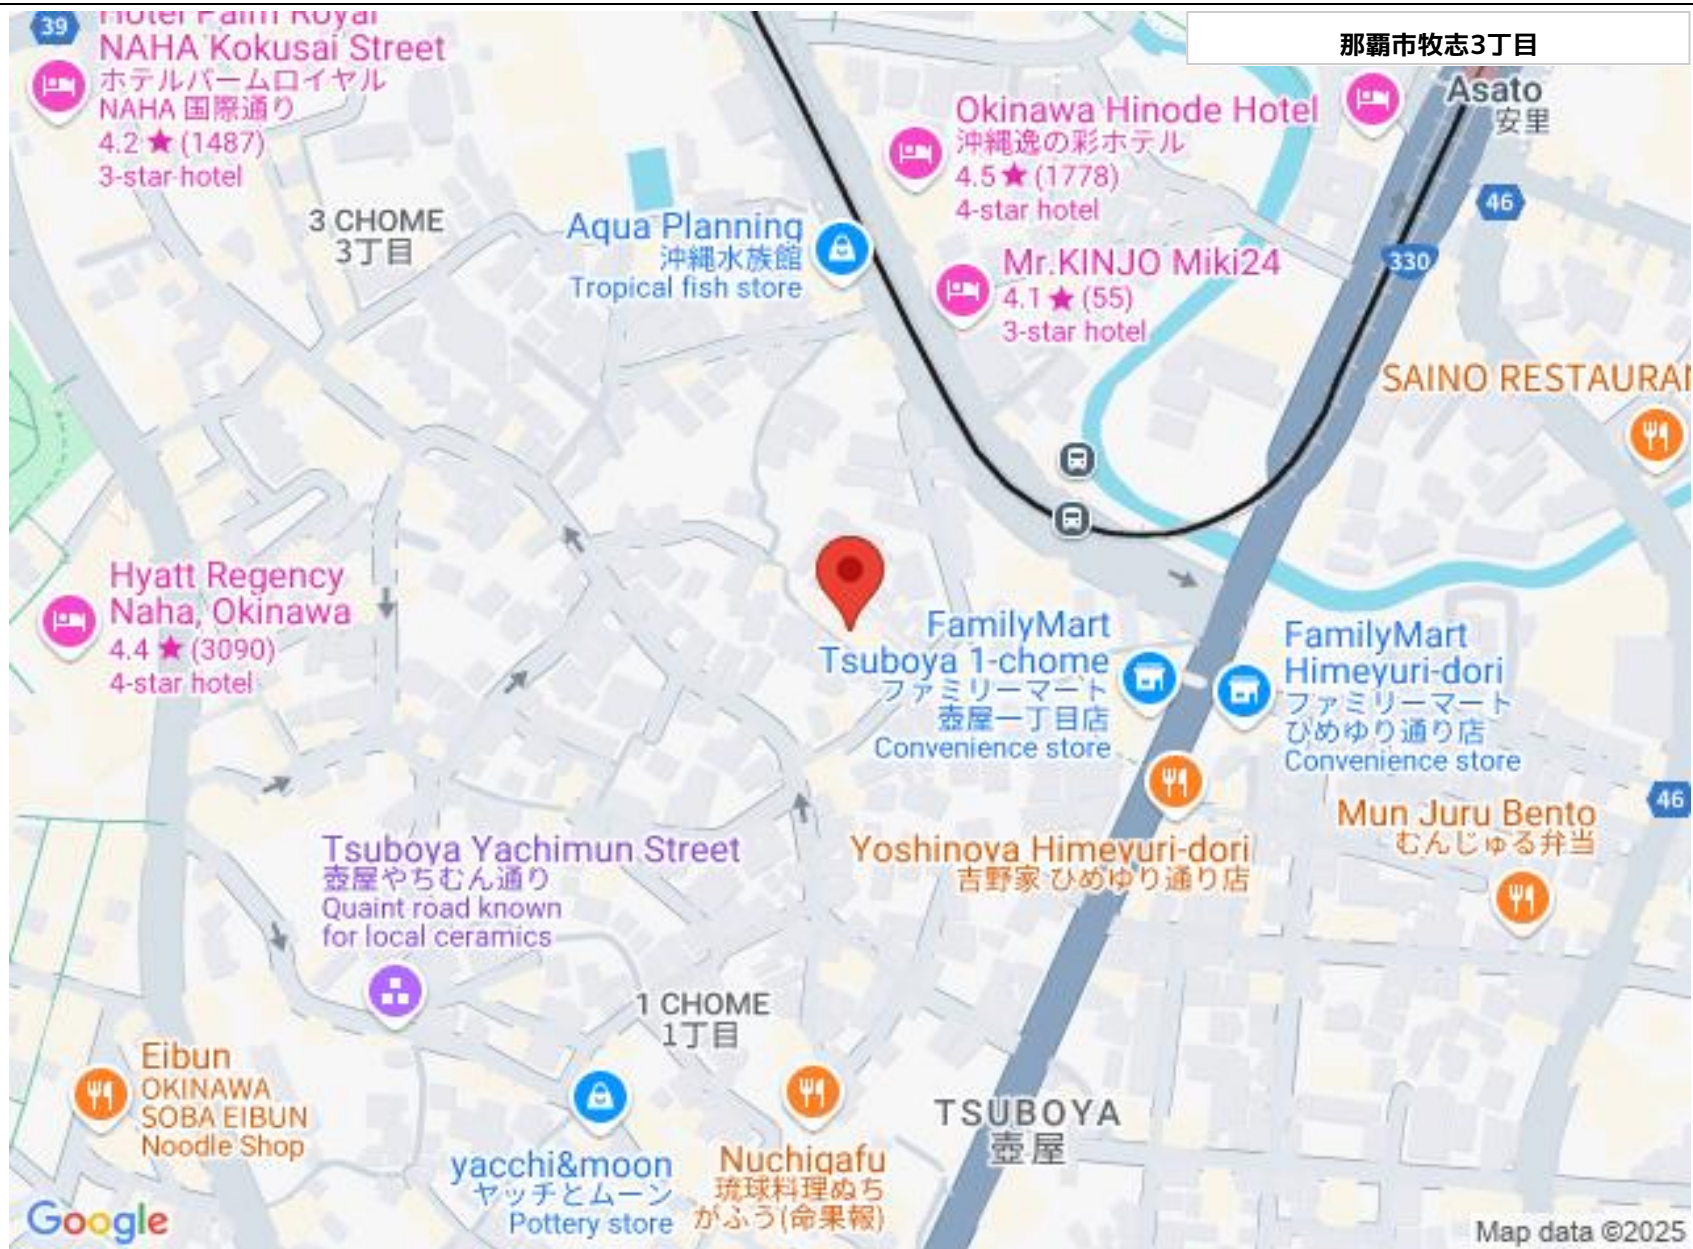 39
Hotel Palm Royal
NAHA Kokusai Street
ホテルパームロイヤル
NAHA 国際通り
4.2 ★ (1487)
3-star hotel
那覇市牧志3丁目
Asato
安里
Okinawa Hinode Hotel
沖縄逸の彩ホテル
4.5 ★ (1778)
4-star hotel
46
3 CHOME
3丁目
Aqua Planning
沖縄水族館
Tropical fish store
330
Mr.KINJO Miki24
4.1 ★ (55)
3-star hotel
SAINO RESTAURAN
Hyatt Regency
Naha, Okinawa
4.4 ★ (3090)
4-star hotel
FamilyMart
Tsuboya 1-chome
ファミリーマート
壺屋一丁目店
Convenience store
FamilyMart
Himeyuri-dori
ファミリーマート
ひめゆり通り店
Convenience store
46
Mun Juru Bento
むんじゅる弁当
Tsuboya Yachimun Street
壺屋やちむん通り
Quaint road known
for local ceramics
Yoshinoya Himeyuri-dori
吉野家 ひめゆり通り店
1 CHOME
1丁目
Eibun
OKINAWA
SOBA EIBUN
Noodle Shop
TSUBOYA
壺屋
yacchi&moon
ヤッチとムーン
Pottery store
Nuchigafu
琉球料理ぬち
がふう(命果報)
Google
Map data ©2025